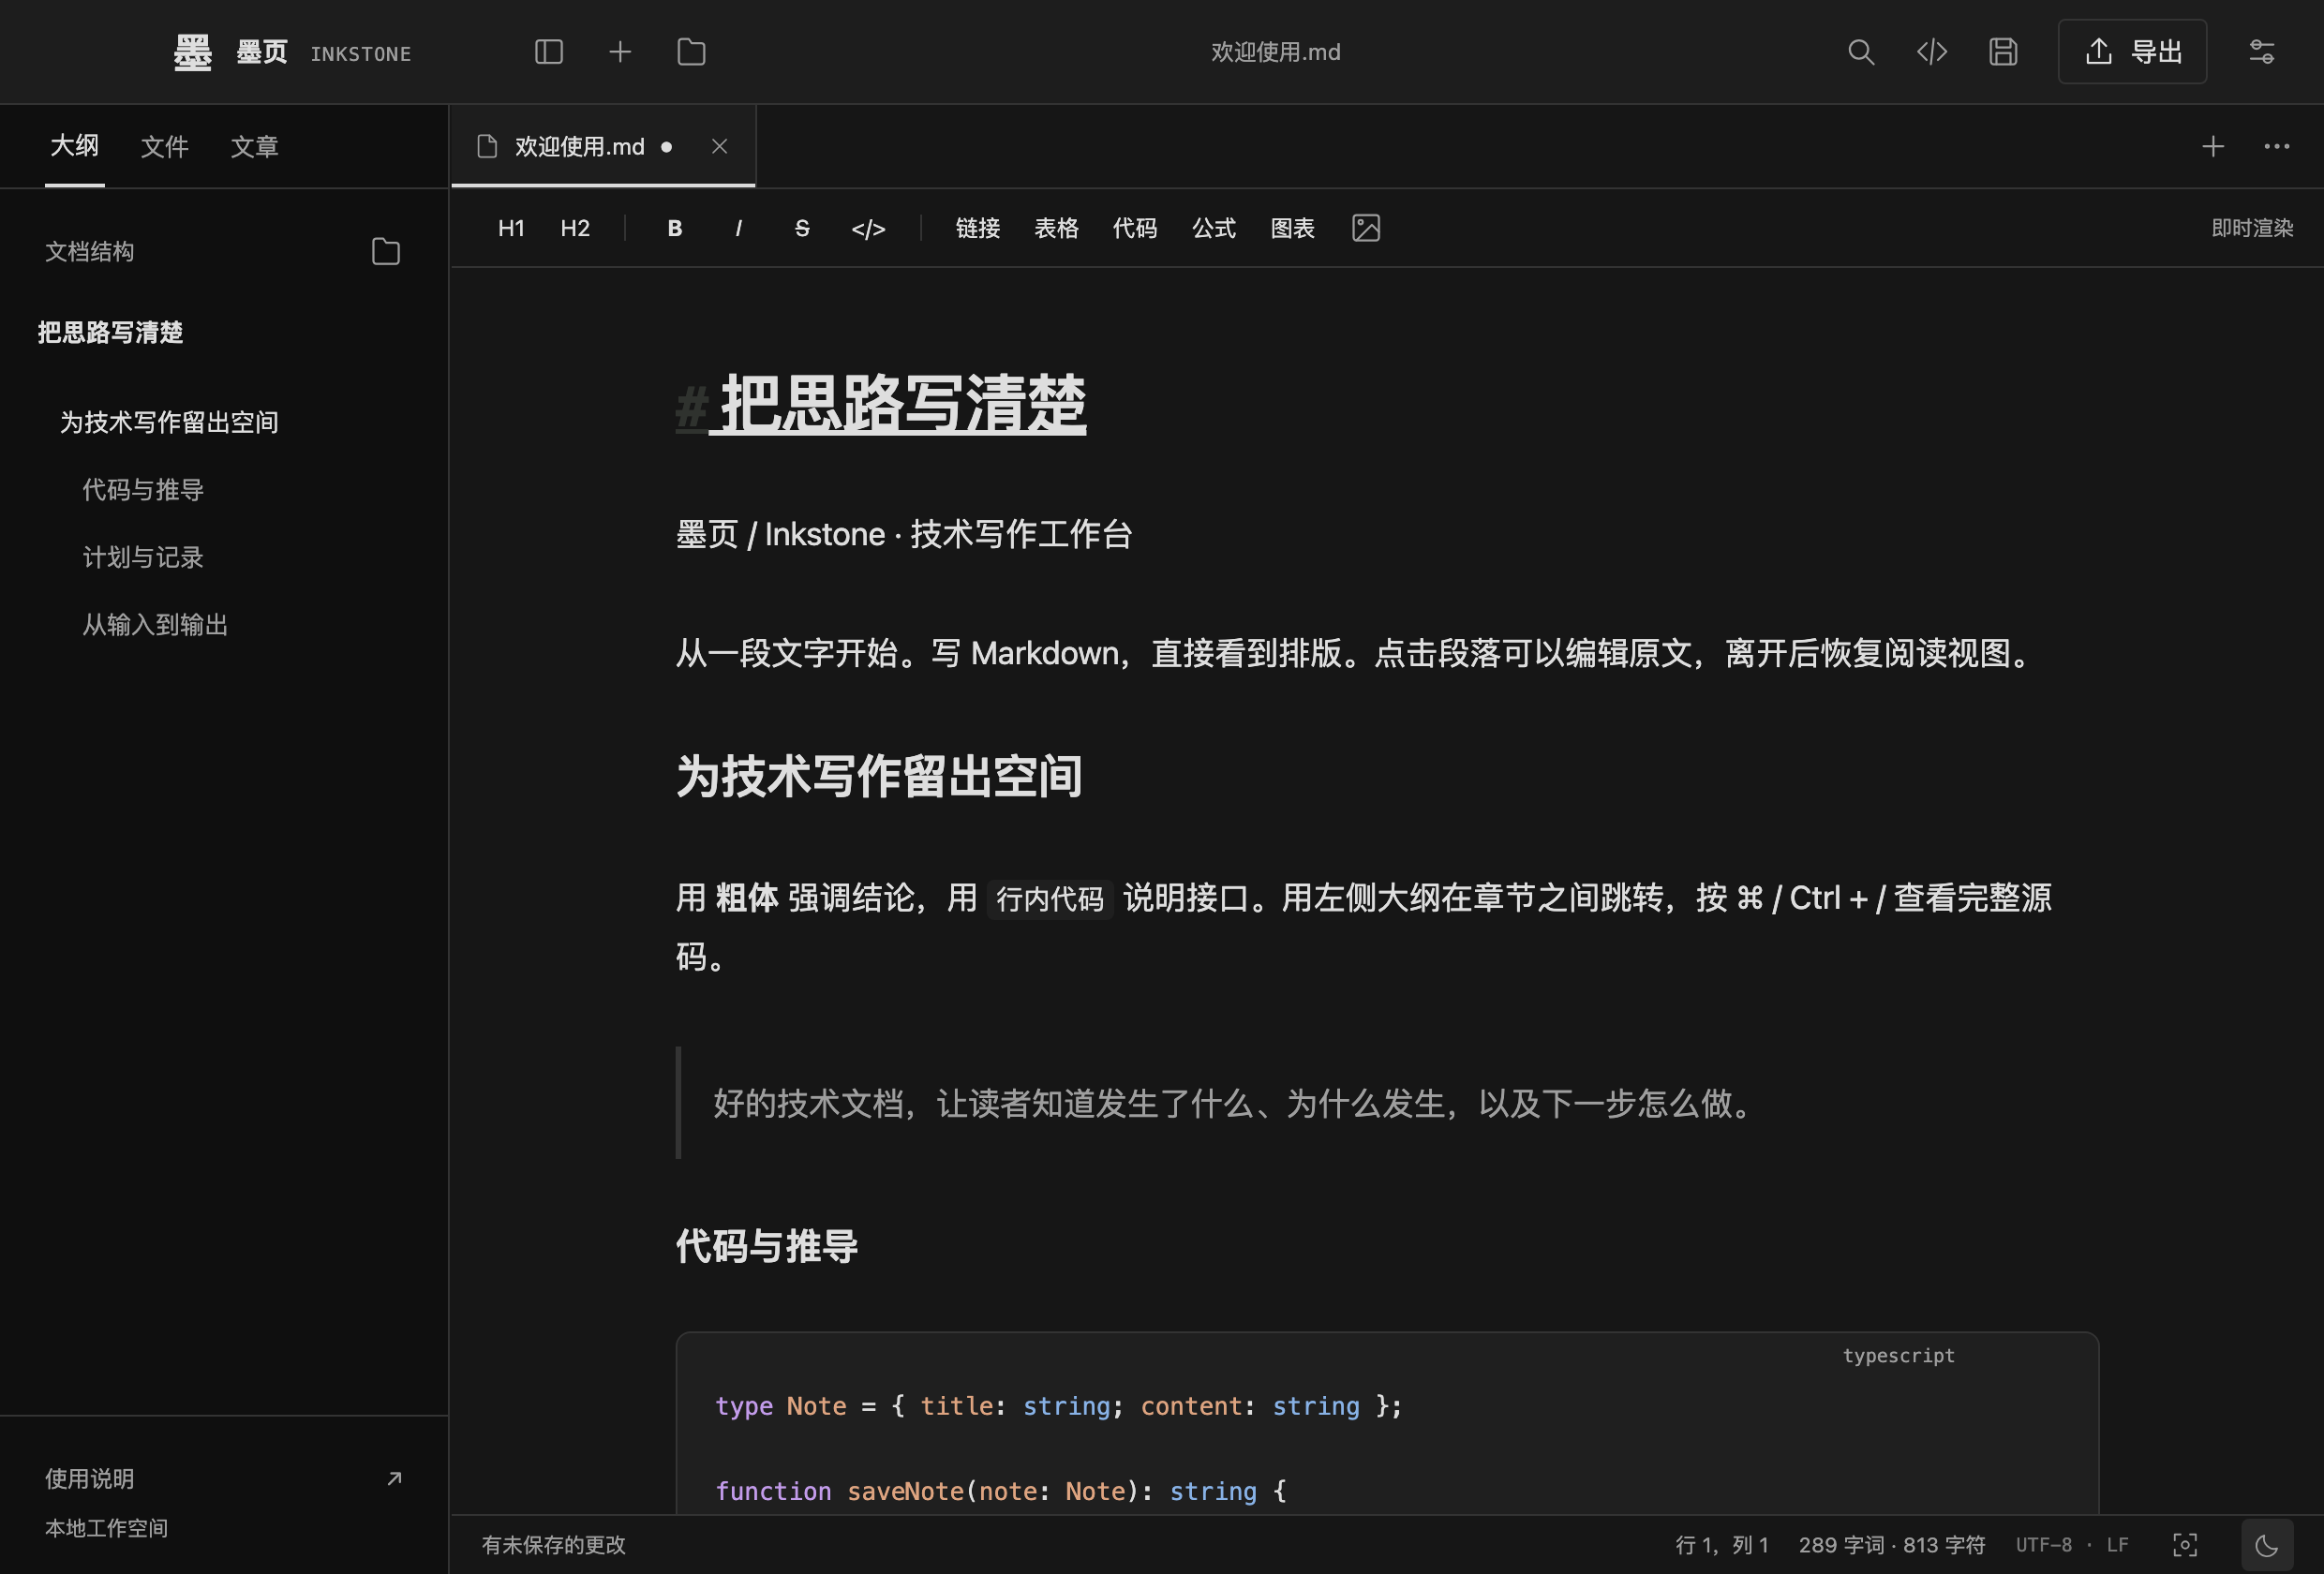 墨 墨页 INKSTONE 欢迎使用.md 导出
大纲 文件 文章 欢迎使用.md
H1 H2 B I S </> 链接 表格 代码 公式 图表 即时渲染
文档结构
把思路写清楚
为技术写作留出空间
代码与推导
计划与记录
从输入到输出
# 把思路写清楚
墨页 / Inkstone · 技术写作工作台
从一段文字开始。写 Markdown，直接看到排版。点击段落可以编辑原文，离开后恢复阅读视图。
为技术写作留出空间
用 粗体 强调结论，用 行内代码 说明接口。用左侧大纲在章节之间跳转，按 ⌘ / Ctrl + / 查看完整源
码。
好的技术文档，让读者知道发生了什么、为什么发生，以及下一步怎么做。
代码与推导
typescript
type Note = { title: string; content: string };
function saveNote(note: Note): string {
使用说明
本地工作空间
有未保存的更改 行 1，列 1 289 字词 · 813 字符 UTF-8 · LF